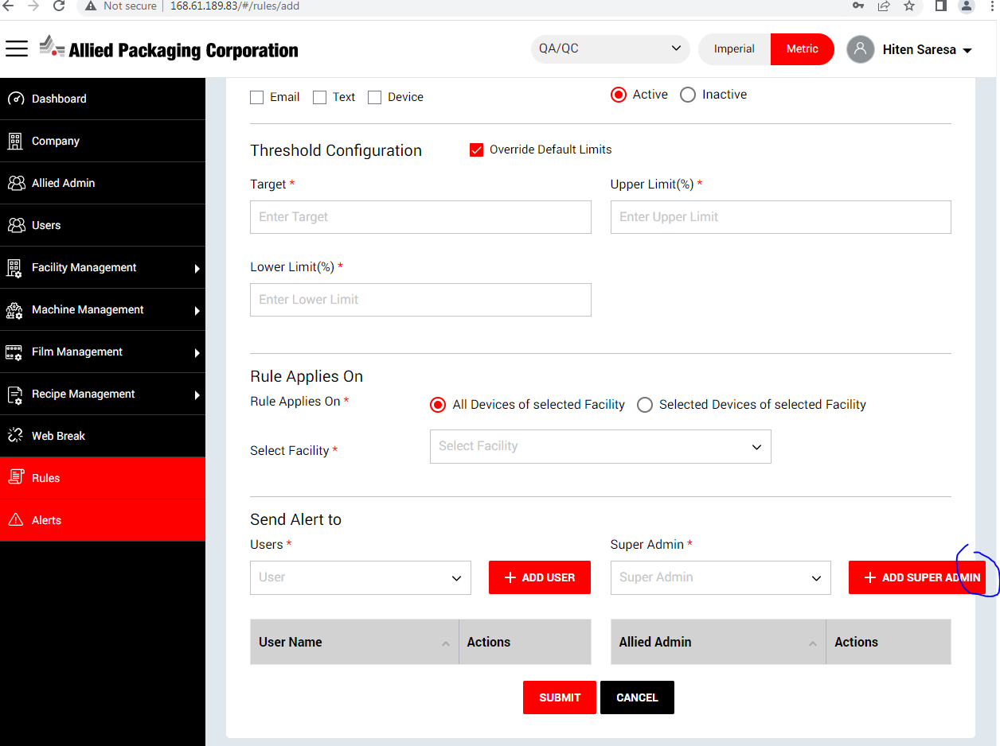 Not secure | 168.61.189.83/#/rules/add
Allied Packaging Corporation
QA/QC
Imperial
Metric
Hiten Saresa
Dashboard
Company
Allied Admin
Users
Facility Management
Machine Management
Film Management
Recipe Management
Web Break
Rules
Alerts
Email Text Device
Active Inactive
Threshold Configuration
Override Default Limits
Target *
Upper Limit(%) *
Enter Target
Enter Upper Limit
Lower Limit(%) *
Enter Lower Limit
Rule Applies On
Rule Applies On *
All Devices of selected Facility
Selected Devices of selected Facility
Select Facility *
Select Facility
Send Alert to
Users *
Super Admin *
User
+ ADD USER
Super Admin
+ ADD SUPER ADMIN
User Name
Actions
Allied Admin
Actions
SUBMIT
CANCEL